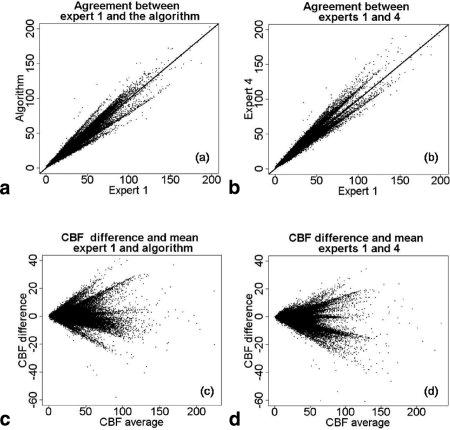 Agreement between
expert 1 and the algorithm
Algorithm
200
150
100
50
0
0 50 100 150 200
Expert 1
(a)
a
Agreement between
experts 1 and 4
Expert 4
200
150
100
50
0
0 50 100 150 200
Expert 1
(b)
b
CBF difference and mean
expert 1 and algorithm
CBF difference
40
20
0
-20
-40
-60
0 50 100 150 200
CBF average
(c)
c
CBF difference and mean
experts 1 and 4
CBF difference
40
20
0
-20
-40
-60
0 50 100 150 200
CBF average
(d)
d